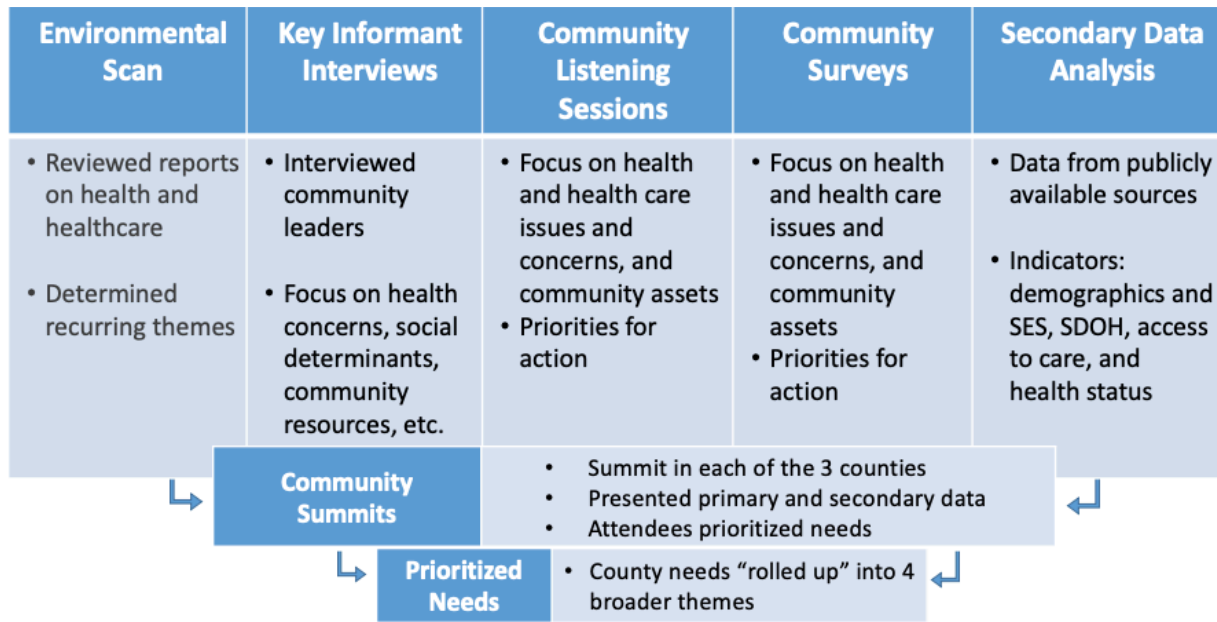 Environmental
Scan
Key Informant
Interviews
Community
Listening
Sessions
Community
Surveys
Secondary Data
Analysis
• Reviewed reports
on health and
healthcare
• Determined
recurring themes
• Interviewed
community
leaders
• Focus on health
concerns, social
determinants,
community
resources, etc.
• Focus on health
and health care
issues and
concerns, and
community assets
• Priorities for
action
• Focus on health
and health care
issues and
concerns, and
community
assets
• Priorities for
action
• Data from publicly
available sources
• Indicators:
demographics and
SES, SDOH, access
to care, and
health status
Community
Summits
• Summit in each of the 3 counties
• Presented primary and secondary data
• Attendees prioritized needs
Prioritized
Needs
• County needs “rolled up” into 4
broader themes